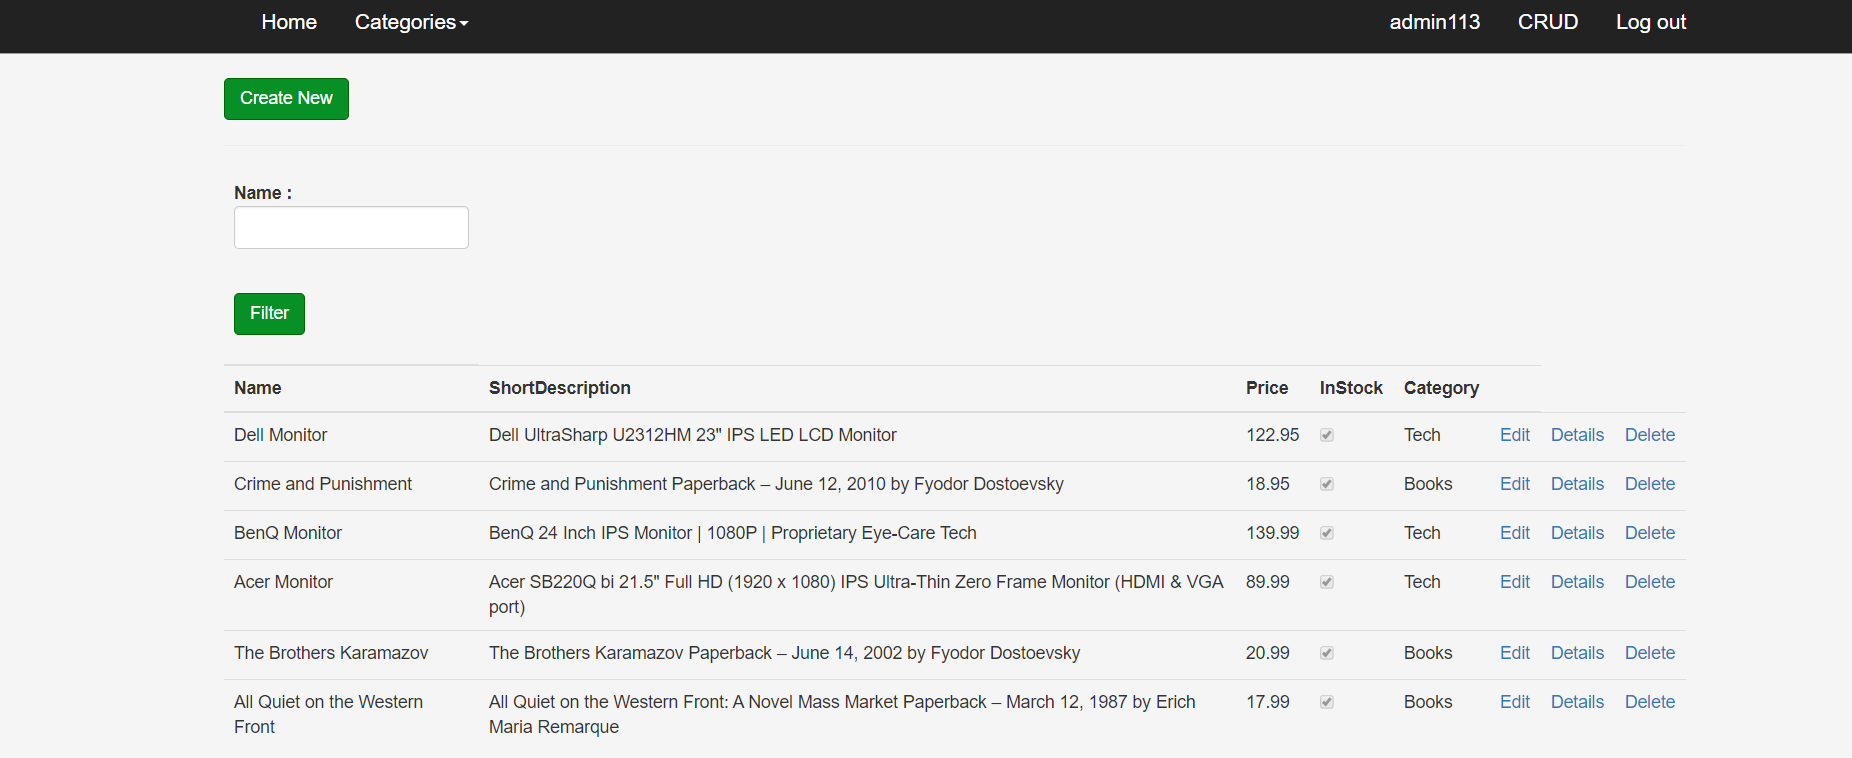 Home Categories admin113 CRUD Log out
Create New
Name :
Filter
Name ShortDescription Price InStock Category
Dell Monitor Dell UltraSharp U2312HM 23" IPS LED LCD Monitor 122.95 Tech Edit Details Delete
Crime and Punishment Crime and Punishment Paperback – June 12, 2010 by Fyodor Dostoevsky 18.95 Books Edit Details Delete
BenQ Monitor BenQ 24 Inch IPS Monitor | 1080P | Proprietary Eye-Care Tech 139.99 Tech Edit Details Delete
Acer Monitor Acer SB220Q bi 21.5" Full HD (1920 x 1080) IPS Ultra-Thin Zero Frame Monitor (HDMI & VGA 89.99 Tech Edit Details Delete
port)
The Brothers Karamazov The Brothers Karamazov Paperback – June 14, 2002 by Fyodor Dostoevsky 20.99 Books Edit Details Delete
All Quiet on the Western All Quiet on the Western Front: A Novel Mass Market Paperback – March 12, 1987 by Erich 17.99 Books Edit Details Delete
Front Maria Remarque